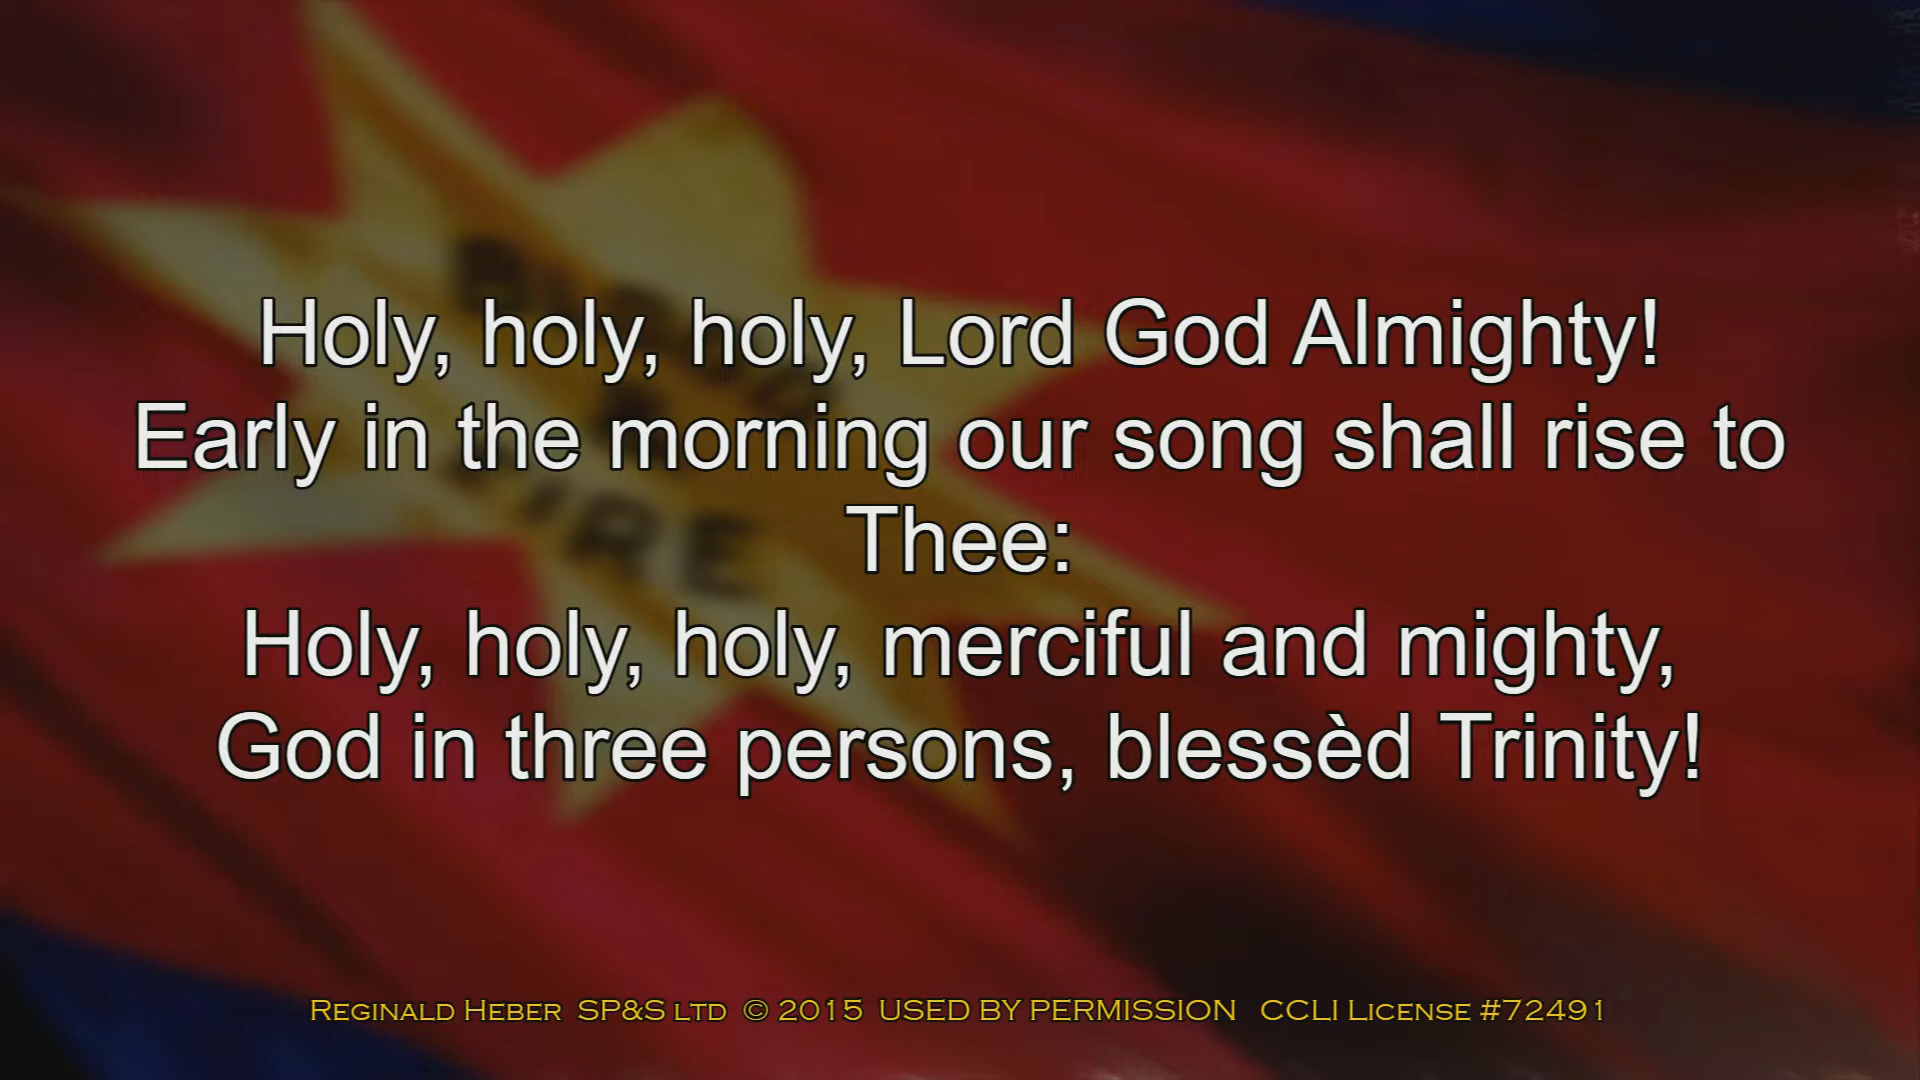 Holy, holy, holy, Lord God Almighty!
Early in the morning our song shall rise to
Thee:
Holy, holy, holy, merciful and mighty,
God in three persons, blessèd Trinity!
REGINALD HEBER SP&S LTD © 2015 USED BY PERMISSION CCLI LICENSE #72491